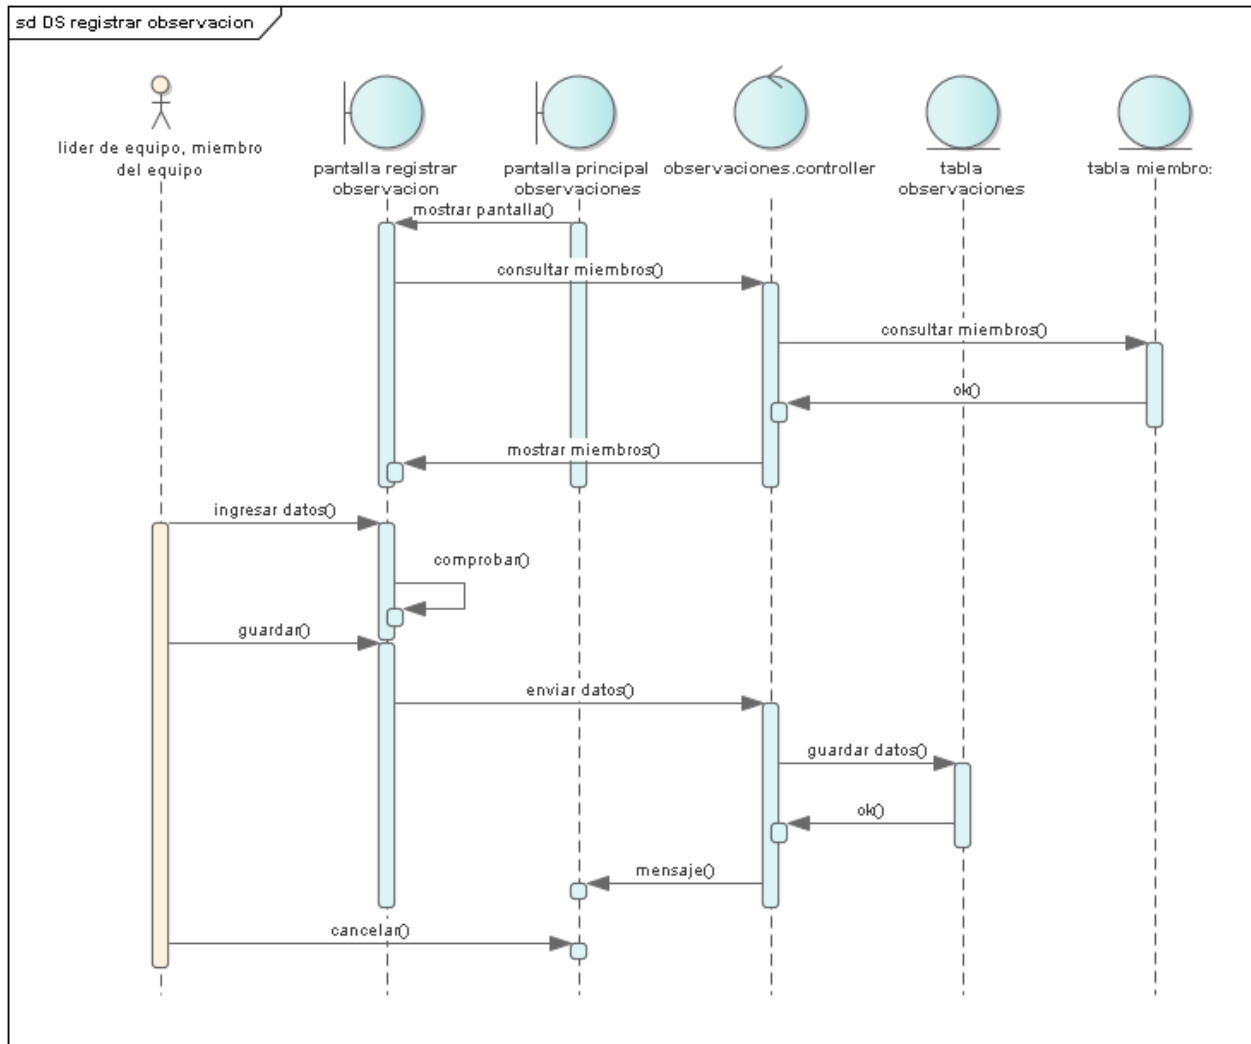 sd DS registrar observacion
lider de equipo, miembro
del equipo
pantalla registrar
observacion
pantalla principal
observaciones
observaciones.controller
tabla
observaciones
tabla miembro:
mostrar pantalla()
consultar miembros()
consultar miembros()
ok()
mostrar miembros()
ingresar datos()
comprobar()
guardar()
enviar datos()
guardar datos()
ok()
mensaje()
cancelar()